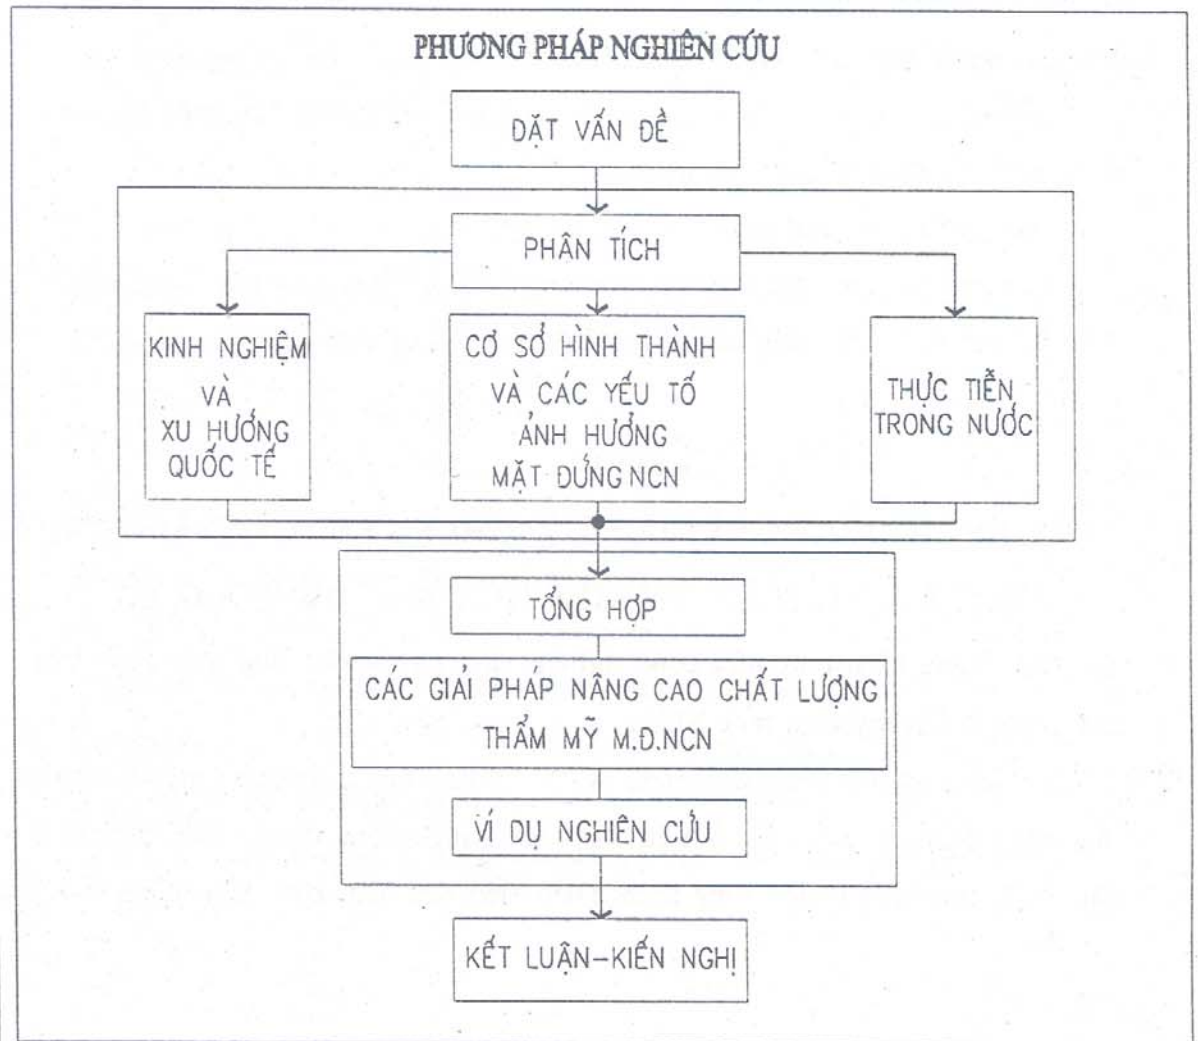 PHƯƠNG PHÁP NGHIÊN CỨU
ĐẶT VẤN ĐỀ
PHÂN TÍCH
KINH NGHIỆM
VÀ
XU HƯỚNG
QUỐC TẾ
CƠ SỞ HÌNH THÀNH
VÀ CÁC YẾU TỐ
ẢNH HƯỞNG
MẶT ĐỨNG NCN
THỰC TIỄN
TRONG NƯỚC
TỔNG HỢP
CÁC GIẢI PHÁP NÂNG CAO CHẤT LƯỢNG
THẨM MỸ M.Đ.NCN
VÍ DỤ NGHIÊN CỨU
KẾT LUẬN-KIẾN NGHỊ